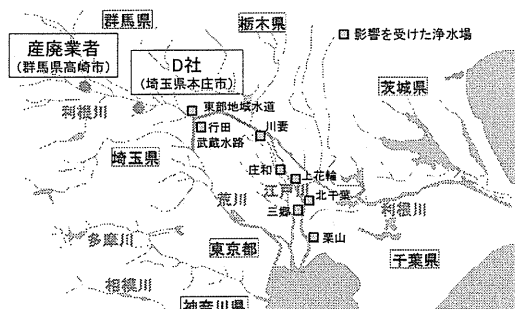 群馬県
栃木県
影響を受けた浄水場
産廃業者
(群馬県高崎市)
D社
(埼玉県本庄市)
茨城県
東部地域水道
利根川
行田
川妻
武蔵水路
埼玉県
庄和
上花輪
江戸川
北千葉
荒川
三郷
利根川
多摩川
東京都
栗山
千葉県
相模川
神奈川県